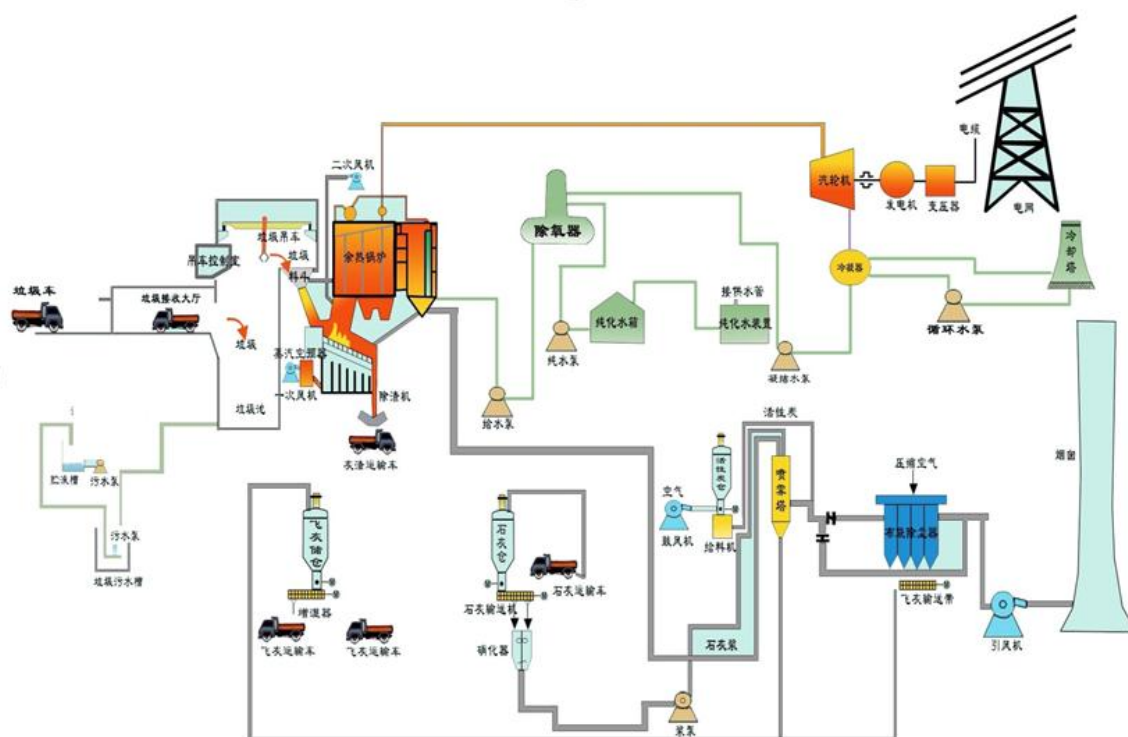 电缆
二次风机
汽轮机
发电机
变压器
电网
垃圾吊车
除氧器
余热锅炉
冷却塔
垃圾
料斗
吊车控制室
冷凝器
垃圾车
垃圾接收大厅
接供水管
纯化水箱
纯化水装置
循环水泵
垃圾
蒸汽空预器
纯水泵
凝结水泵
一次风机
除渣机
垃圾池
给水泵
活性炭
灰渣运输车
烟囱
压缩空气
活性炭仓
喷雾塔
贮液槽
污水泵
空气
飞灰储仓
石灰仓
布袋除尘器
污水泵
鼓风机
给料机
垃圾污水槽
石灰运输车
飞灰输送带
增湿器
石灰输送机
石灰浆
引风机
飞灰运输车
飞灰运输车
浆泵